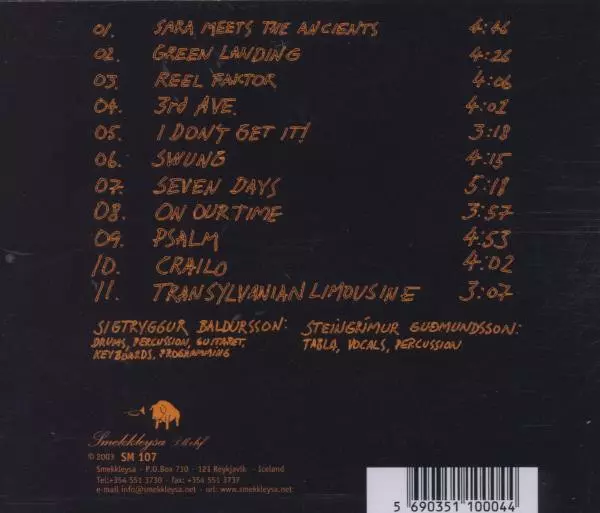 01. SARA MEETS THE ANCIENTS 4:46
02. GREEN LANDING 4:26
03. REEL FAKTOR 4:06
04. 3RD AVE. 4:01
05. I DON'T GET IT! 3:18
06. SWUNG 4:15
07. SEVEN DAYS 5:18
08. ON OUR TIME 3:57
09. PSALM 4:53
10. CRAILO 4:02
11. TRANSYLVANIAN LIMOUSINE 3:07
SIGTRYGGUR BALDURSSON: STEINGRÍMUR GUÐMUNDSSON:
DRUMS, PERCUSSION, GUITARET, TABLA, VOCALS, PERCUSSION
KEYBOARDS, PROGRAMMING
Smekkleysa SM ehf
© 2003 SM 107
Smekkleysa - P.O.Box 710 - 121 Reykjavik - Iceland
Tel:+354 551 3730 - fax: +354 551 3737
e-mail info@smekkleysa.net - url: www.smekkleysa.net
5 690351 100044